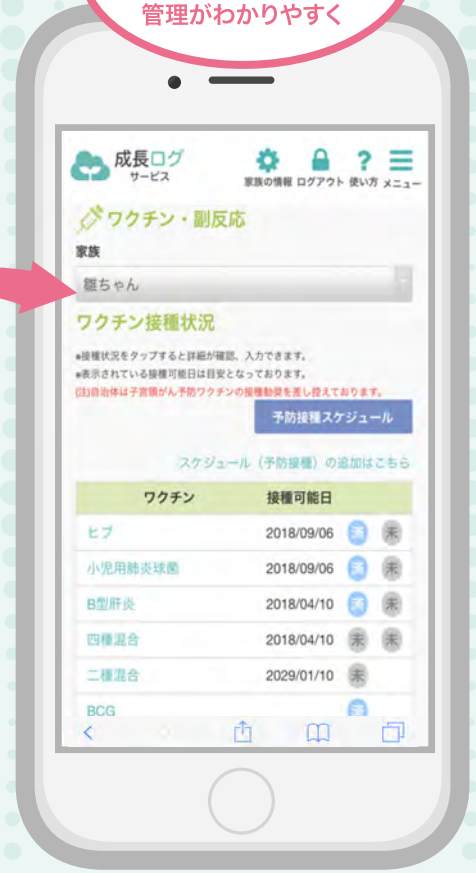 管理がわかりやすく
成長ログ
サービス
家族の情報 ログアウト 使い方 メニュー
ワクチン・副反応
家族
雛ちゃん
ワクチン接種状況
●接種状況をタップすると詳細が確認、入力できます。
●表示されている接種可能日は目安となっております。
(注)自治体は子宮頸がん予防ワクチンの接種勧奨を差し控えております。
予防接種スケジュール
スケジュール（予防接種）の追加はこちら
ワクチン 接種可能日
ヒブ 2018/09/06 済 未
小児用肺炎球菌 2018/09/06 済 未
B型肝炎 2018/04/10 済 未
四種混合 2018/04/10 未 未
二種混合 2029/01/10 未
BCG 済